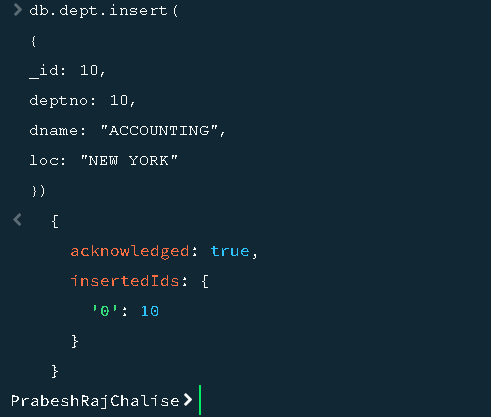 > db.dept.insert(
{
_id: 10,
deptno: 10,
dname: "ACCOUNTING",
loc: "NEW YORK"
})
< {
acknowledged: true,
insertedIds: {
'0': 10
}
}
PrabeshRajChalise>